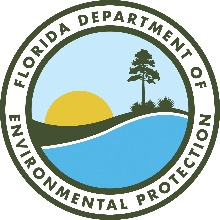 FLORIDA DEPARTMENT OF
ENVIRONMENTAL PROTECTION